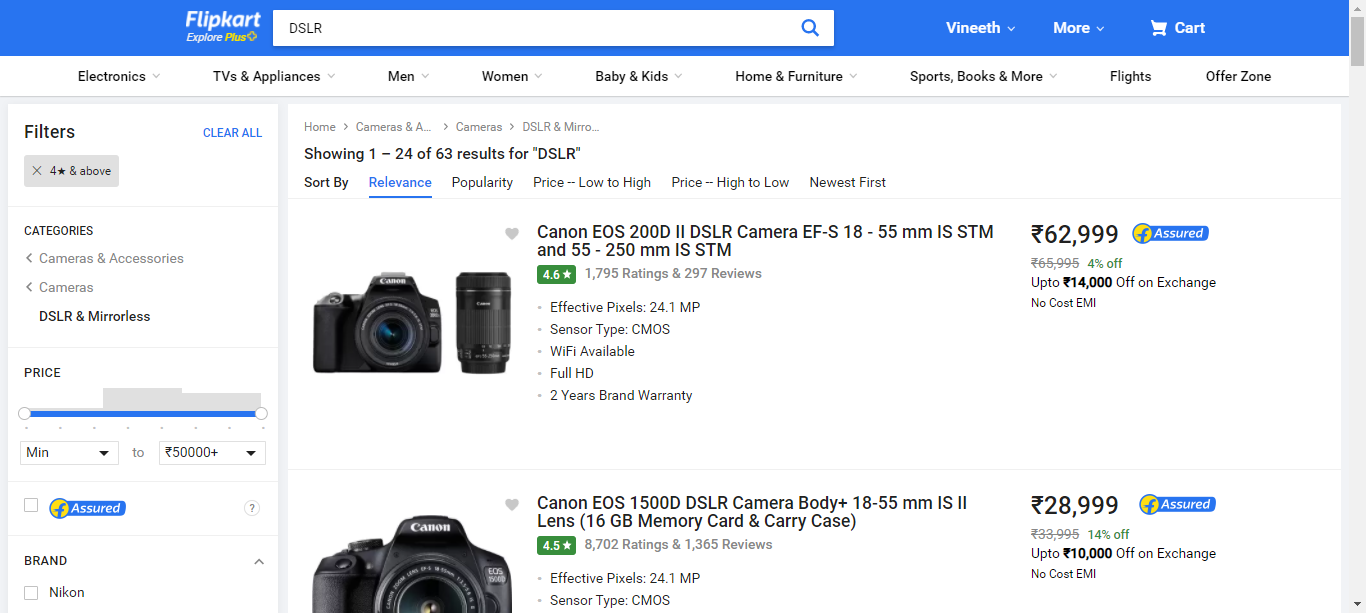 Flipkart
Explore Plus
DSLR
Vineeth
More
Cart
Electronics
TVs & Appliances
Men
Women
Baby & Kids
Home & Furniture
Sports, Books & More
Flights
Offer Zone
Filters
CLEAR ALL
✕ 4★ & above
CATEGORIES
Cameras & Accessories
Cameras
DSLR & Mirrorless
PRICE
Min
to
₹50000+
Assured
?
BRAND
Nikon
Home > Cameras & A... > Cameras > DSLR & Mirro...
Showing 1 – 24 of 63 results for "DSLR"
Sort By Relevance Popularity Price -- Low to High Price -- High to Low Newest First
Canon
Canon
Canon EOS 200D II DSLR Camera EF-S 18 - 55 mm IS STM
and 55 - 250 mm IS STM
4.6★ 1,795 Ratings & 297 Reviews
Effective Pixels: 24.1 MP
Sensor Type: CMOS
WiFi Available
Full HD
2 Years Brand Warranty
₹62,999
Assured
₹65,995 4% off
Upto ₹14,000 Off on Exchange
No Cost EMI
Canon
EOS
1500D
Canon EOS 1500D DSLR Camera Body+ 18-55 mm IS II
Lens (16 GB Memory Card & Carry Case)
4.5★ 8,702 Ratings & 1,365 Reviews
Effective Pixels: 24.1 MP
Sensor Type: CMOS
₹28,999
Assured
₹33,995 14% off
Upto ₹10,000 Off on Exchange
No Cost EMI